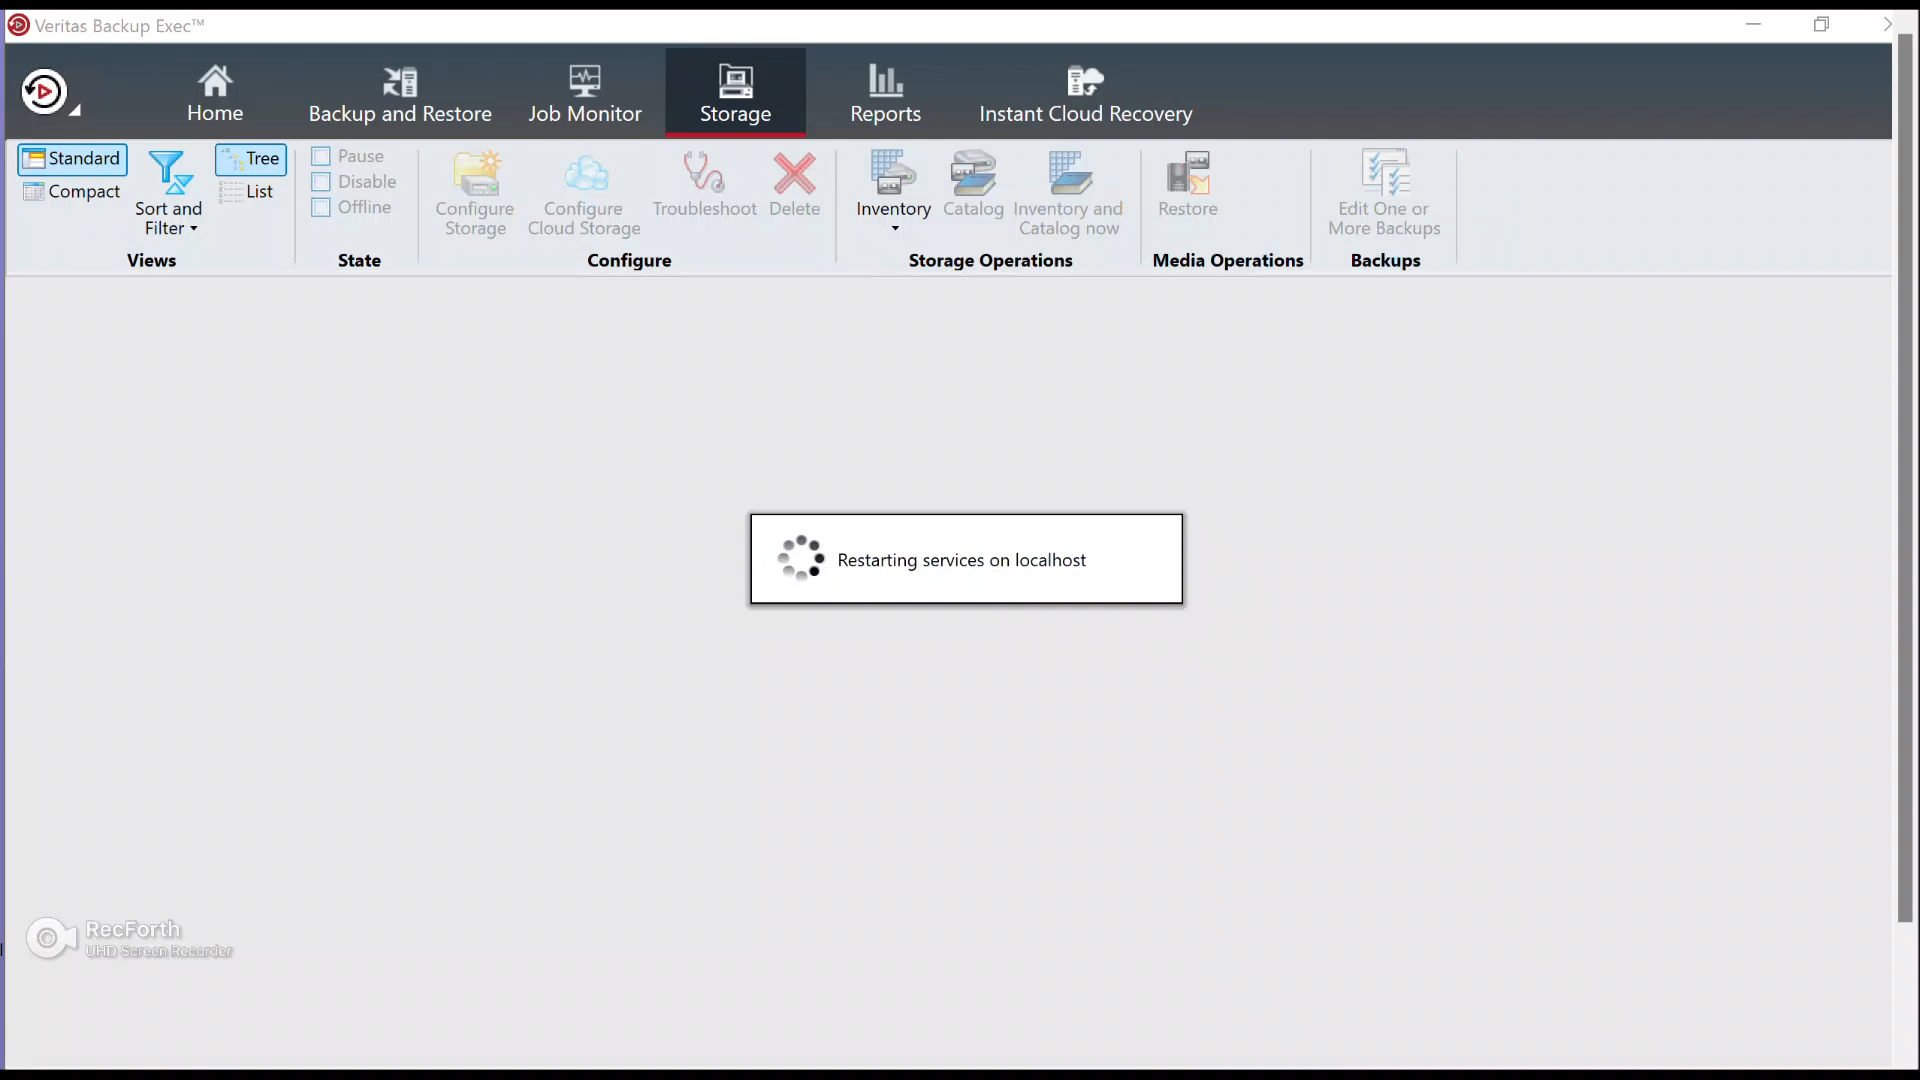 Veritas Backup Exec™
Home
Backup and Restore
Job Monitor
Storage
Reports
Instant Cloud Recovery
Standard
Compact
Sort and
Filter
Tree
List
Views
Pause
Disable
Offline
State
Configure
Storage
Configure
Cloud Storage
Troubleshoot
Delete
Configure
Inventory
Catalog
Inventory and
Catalog now
Storage Operations
Restore
Media Operations
Edit One or
More Backups
Backups
Restarting services on localhost
RecForth
UHD Screen Recorder